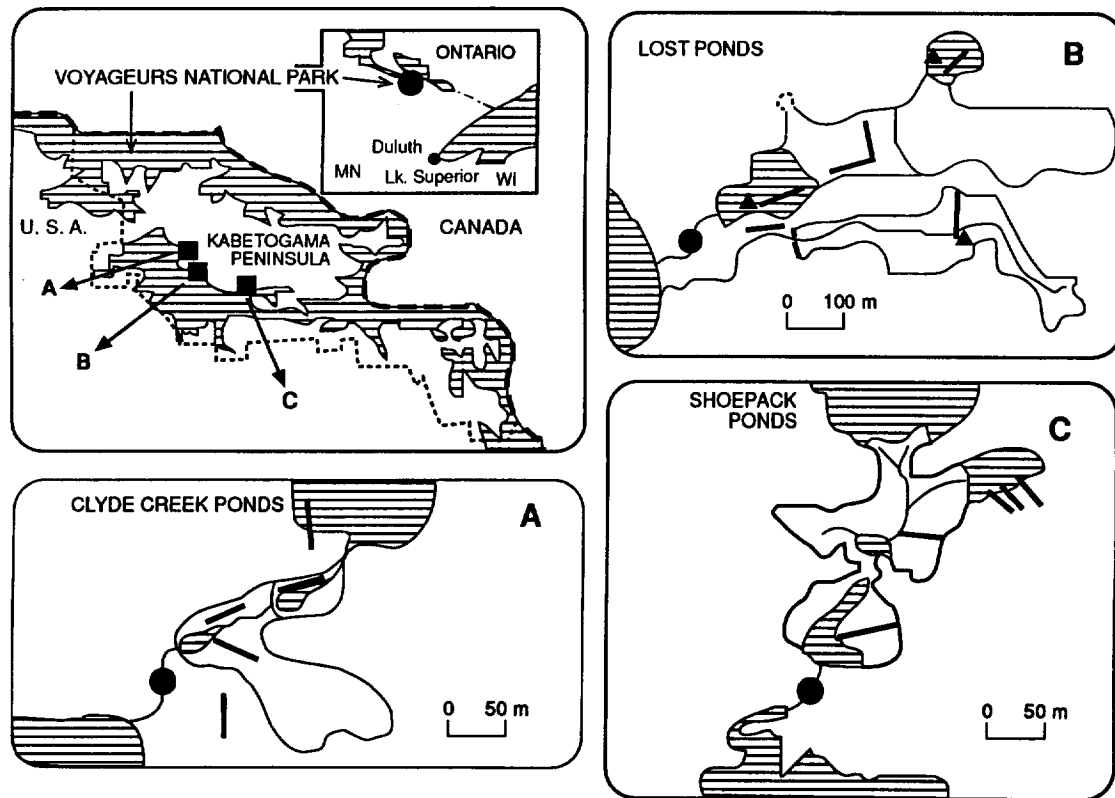 ONTARIO
VOYAGEURS NATIONAL PARK
Duluth
MN
Lk. Superior
WI
U. S. A.
CANADA
KABETOGAMA
PENINSULA
A
B
C
LOST PONDS
B
0 100 m
CLYDE CREEK PONDS
A
0 50 m
SHOEPACK
PONDS
C
0 50 m